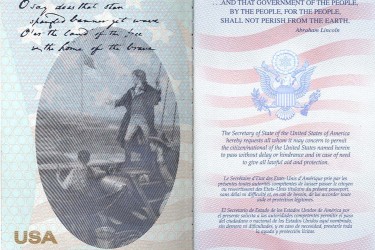 O say does that star
spangled banner yet wave
O'er the land of the free
and the home of the brave
USA
. . . AND THAT GOVERNMENT OF THE PEOPLE,
BY THE PEOPLE, FOR THE PEOPLE,
SHALL NOT PERISH FROM THE EARTH.
Abraham Lincoln
The Secretary of State of the United States of America
hereby requests all whom it may concern to permit
the citizen/national of the United States named herein
to pass without delay or hindrance and in case of need
to give all lawful aid and protection.
Le Secrétaire d'Etat des Etats-Unis d'Amérique prie par les
présentes toutes autorités compétentes de laisser passer le citoyen
ou ressortissant des Etats-Unis titulaire du présent passeport,
sans délai ni difficulté et, en cas de besoin, de lui accorder toute
aide et protection légitimes.
El Secretario de Estado de los Estados Unidos de América por
el presente solicita a las autoridades competentes permitir el paso
del ciudadano o nacional de los Estados Unidos aquí nombrado,
sin demora ni dificultades, y en caso de necesidad, prestarle toda
la ayuda y protección lícitas.